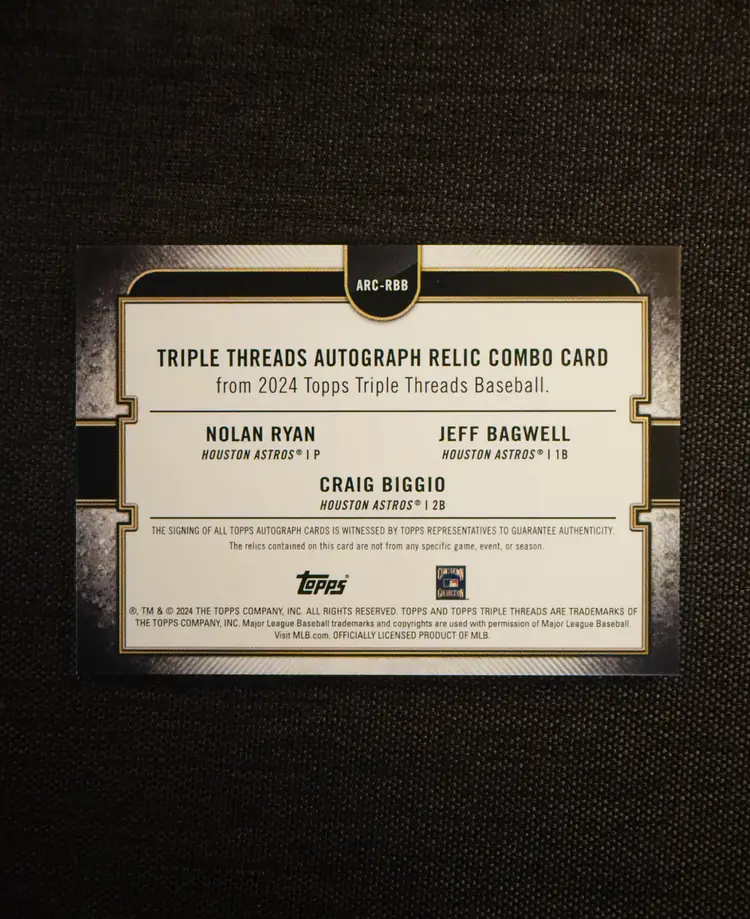 ARC-RBB
TRIPLE THREADS AUTOGRAPH RELIC COMBO CARD
from 2024 Topps Triple Threads Baseball.
NOLAN RYAN JEFF BAGWELL
HOUSTON ASTROS® | P HOUSTON ASTROS® | 1B
CRAIG BIGGIO
HOUSTON ASTROS® | 2B
THE SIGNING OF ALL TOPPS AUTOGRAPH CARDS IS WITNESSED BY TOPPS REPRESENTATIVES TO GUARANTEE AUTHENTICITY.
The relics contained on this card are not from any specific game, event, or season.
topps®
COOPERSTOWN
COLLECTION
®, TM & © 2024 THE TOPPS COMPANY, INC. ALL RIGHTS RESERVED. TOPPS AND TOPPS TRIPLE THREADS ARE TRADEMARKS OF
THE TOPPS COMPANY, INC. Major League Baseball trademarks and copyrights are used with permission of Major League Baseball.
Visit MLB.com. OFFICIALLY LICENSED PRODUCT OF MLB.